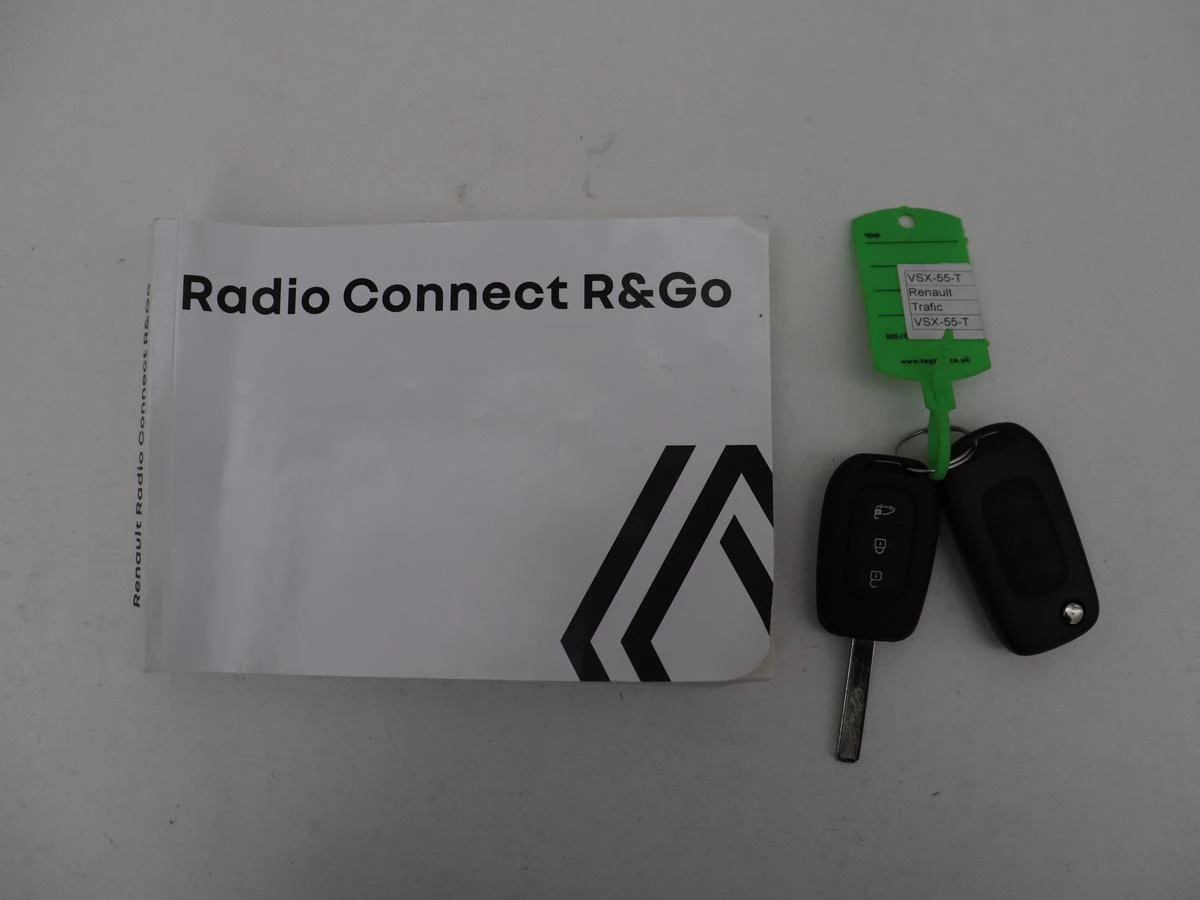 Radio Connect R&Go
Renault Radio Connect R&Go
VSX-55-T
Renault
Trafic
VSX-55-T